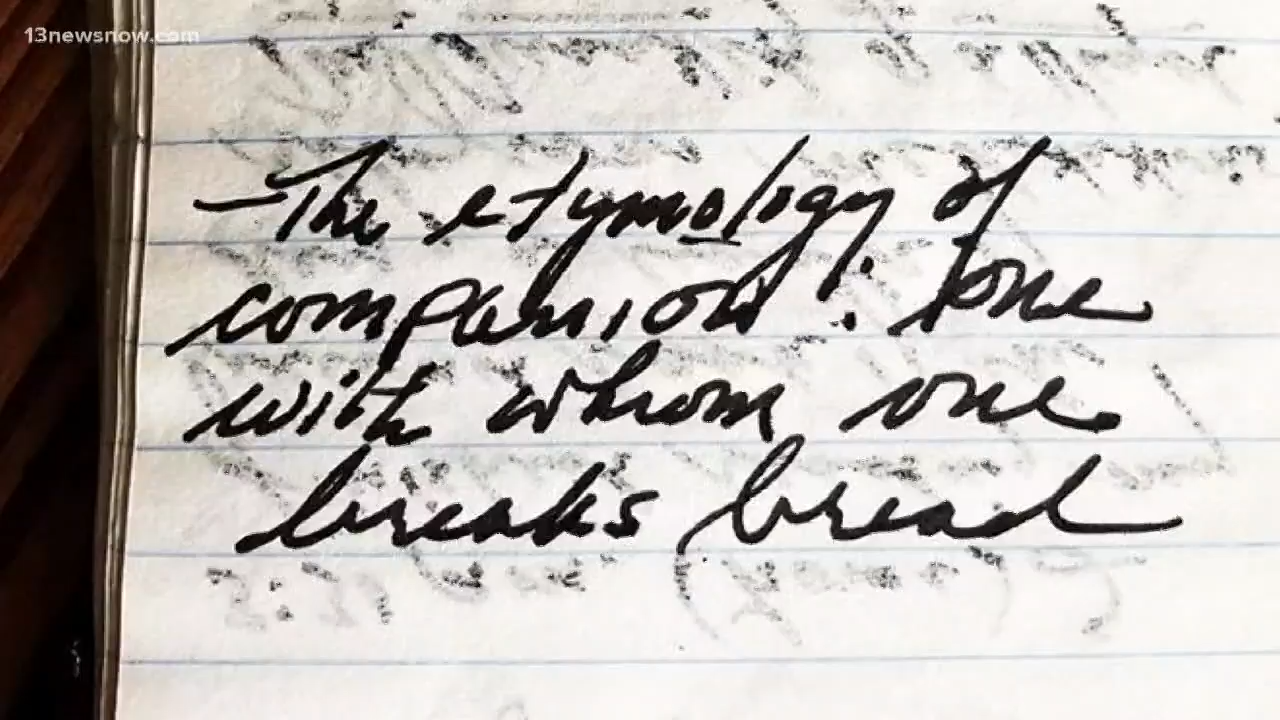 13newsnow.com
- The etymology of
companion: one
with whom one
breaks bread